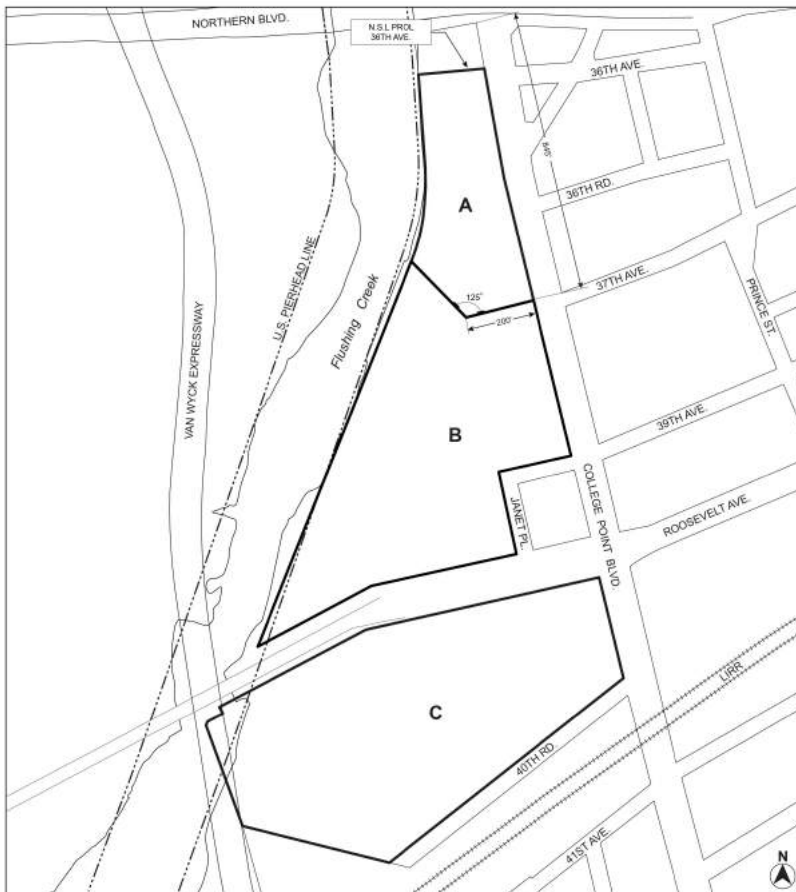 NORTHERN BLVD.
N.S.L PROL
36TH AVE.
36TH AVE.
845'
A
36TH RD.
U.S. PIERHEAD LINE
Flushing Creek
37TH AVE.
125°
200'
PRINCE ST.
VAN WYCK EXPRESSWAY
B
39TH AVE.
COLLEGE POINT BLVD.
JANET PL.
ROOSEVELT AVE.
LIRR
C
40TH RD.
41ST AVE
N